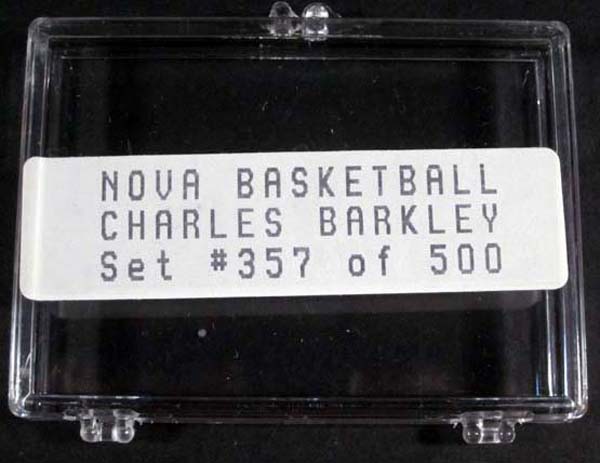 NOVA BASKETBALL
CHARLES BARKLEY
Set #357 of 500